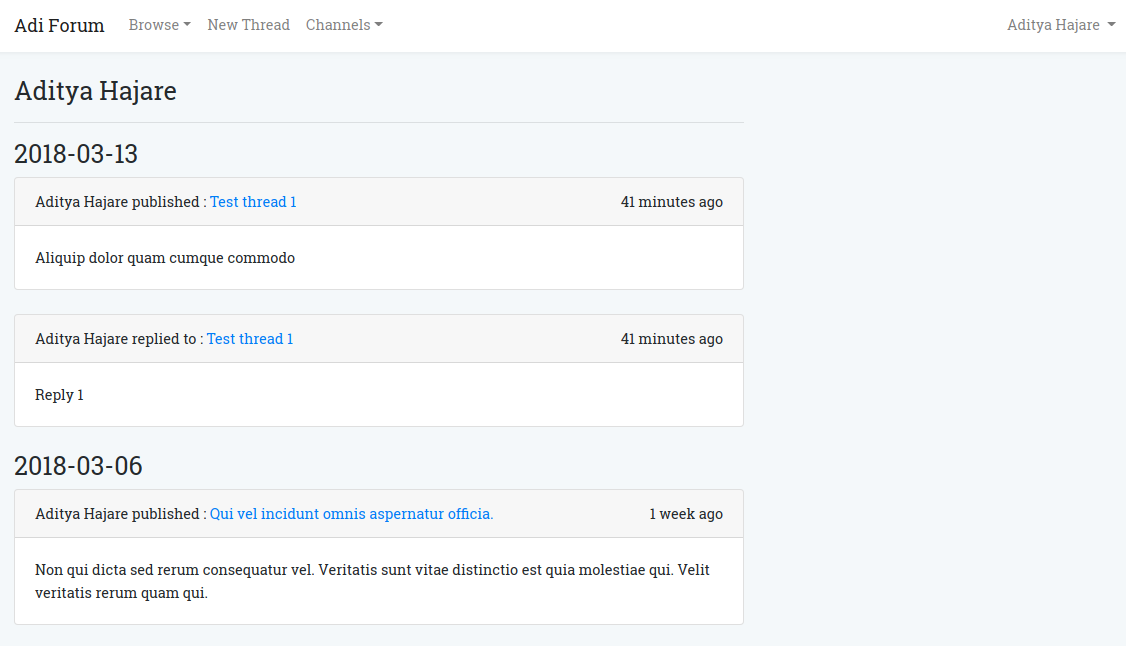 Adi Forum Browse New Thread Channels Aditya Hajare
Aditya Hajare
2018-03-13
Aditya Hajare published : Test thread 1 41 minutes ago
Aliquip dolor quam cumque commodo
Aditya Hajare replied to : Test thread 1 41 minutes ago
Reply 1
2018-03-06
Aditya Hajare published : Qui vel incidunt omnis aspernatur officia. 1 week ago
Non qui dicta sed rerum consequatur vel. Veritatis sunt vitae distinctio est quia molestiae qui. Velit
veritatis rerum quam qui.